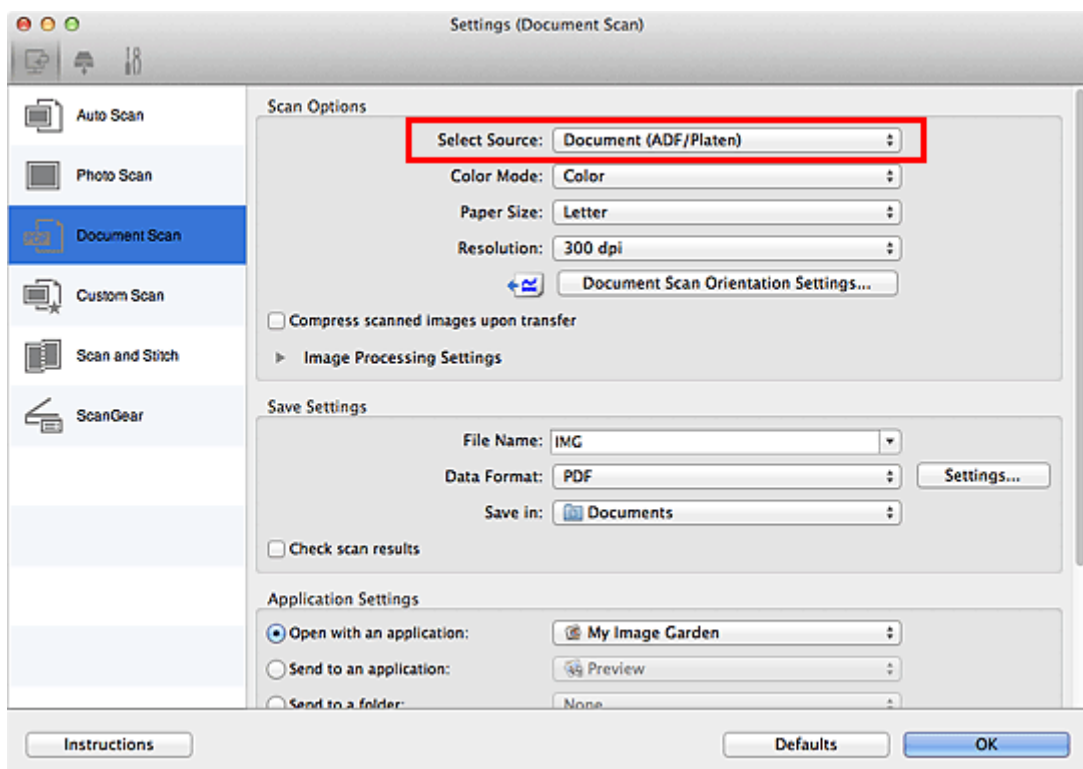 Settings (Document Scan)
Auto Scan
Photo Scan
PDF
Document Scan
Custom Scan
Scan and Stitch
ScanGear
Scan Options
Select Source: Document (ADF/Platen)
Color Mode: Color
Paper Size: Letter
Resolution: 300 dpi
Document Scan Orientation Settings...
Compress scanned images upon transfer
Image Processing Settings
Save Settings
File Name: IMG
Data Format: PDF Settings...
Save in: Documents
Check scan results
Application Settings
Open with an application: My Image Garden
Send to an application: Preview
Send to a folder: None
Instructions Defaults OK